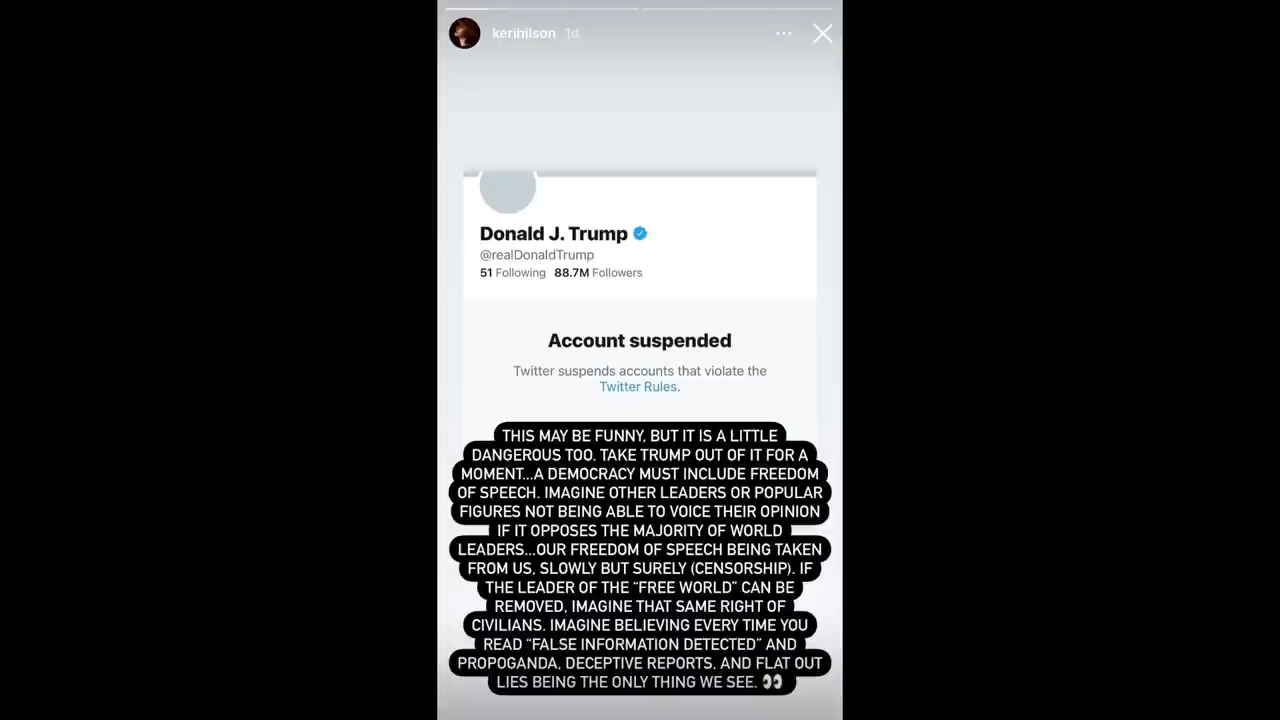 kerihilson 1d
Donald J. Trump
@realDonaldTrump
51 Following 88.7M Followers
Account suspended
Twitter suspends accounts that violate the
Twitter Rules.
THIS MAY BE FUNNY, BUT IT IS A LITTLE
DANGEROUS TOO. TAKE TRUMP OUT OF IT FOR A
MOMENT...A DEMOCRACY MUST INCLUDE FREEDOM
OF SPEECH. IMAGINE OTHER LEADERS OR POPULAR
FIGURES NOT BEING ABLE TO VOICE THEIR OPINION
IF IT OPPOSES THE MAJORITY OF WORLD
LEADERS...OUR FREEDOM OF SPEECH BEING TAKEN
FROM US, SLOWLY BUT SURELY (CENSORSHIP). IF
THE LEADER OF THE "FREE WORLD" CAN BE
REMOVED, IMAGINE THAT SAME RIGHT OF
CIVILIANS. IMAGINE BELIEVING EVERY TIME YOU
READ "FALSE INFORMATION DETECTED" AND
PROPOGANDA, DECEPTIVE REPORTS, AND FLAT OUT
LIES BEING THE ONLY THING WE SEE. 👀